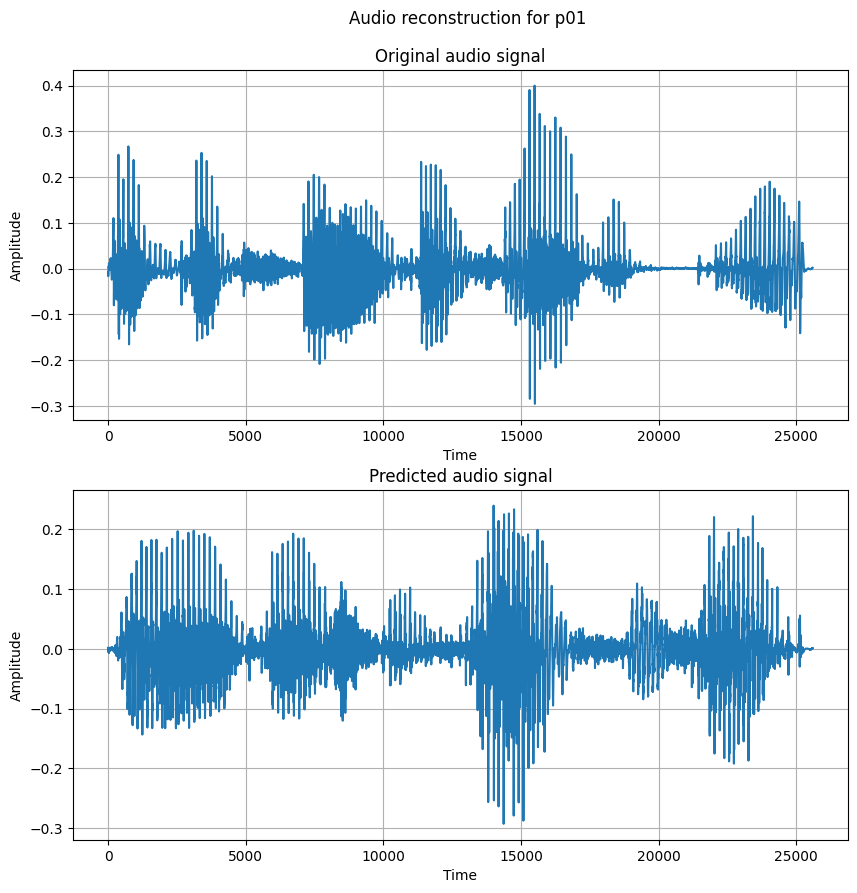 Audio reconstruction for p01
Original audio signal
0.4
0.3
0.2
0.1
0.0
−0.1
−0.2
−0.3
Amplitude
0 5000 10000 15000 20000 25000
Time
Predicted audio signal
0.2
0.1
0.0
−0.1
−0.2
−0.3
Amplitude
0 5000 10000 15000 20000 25000
Time